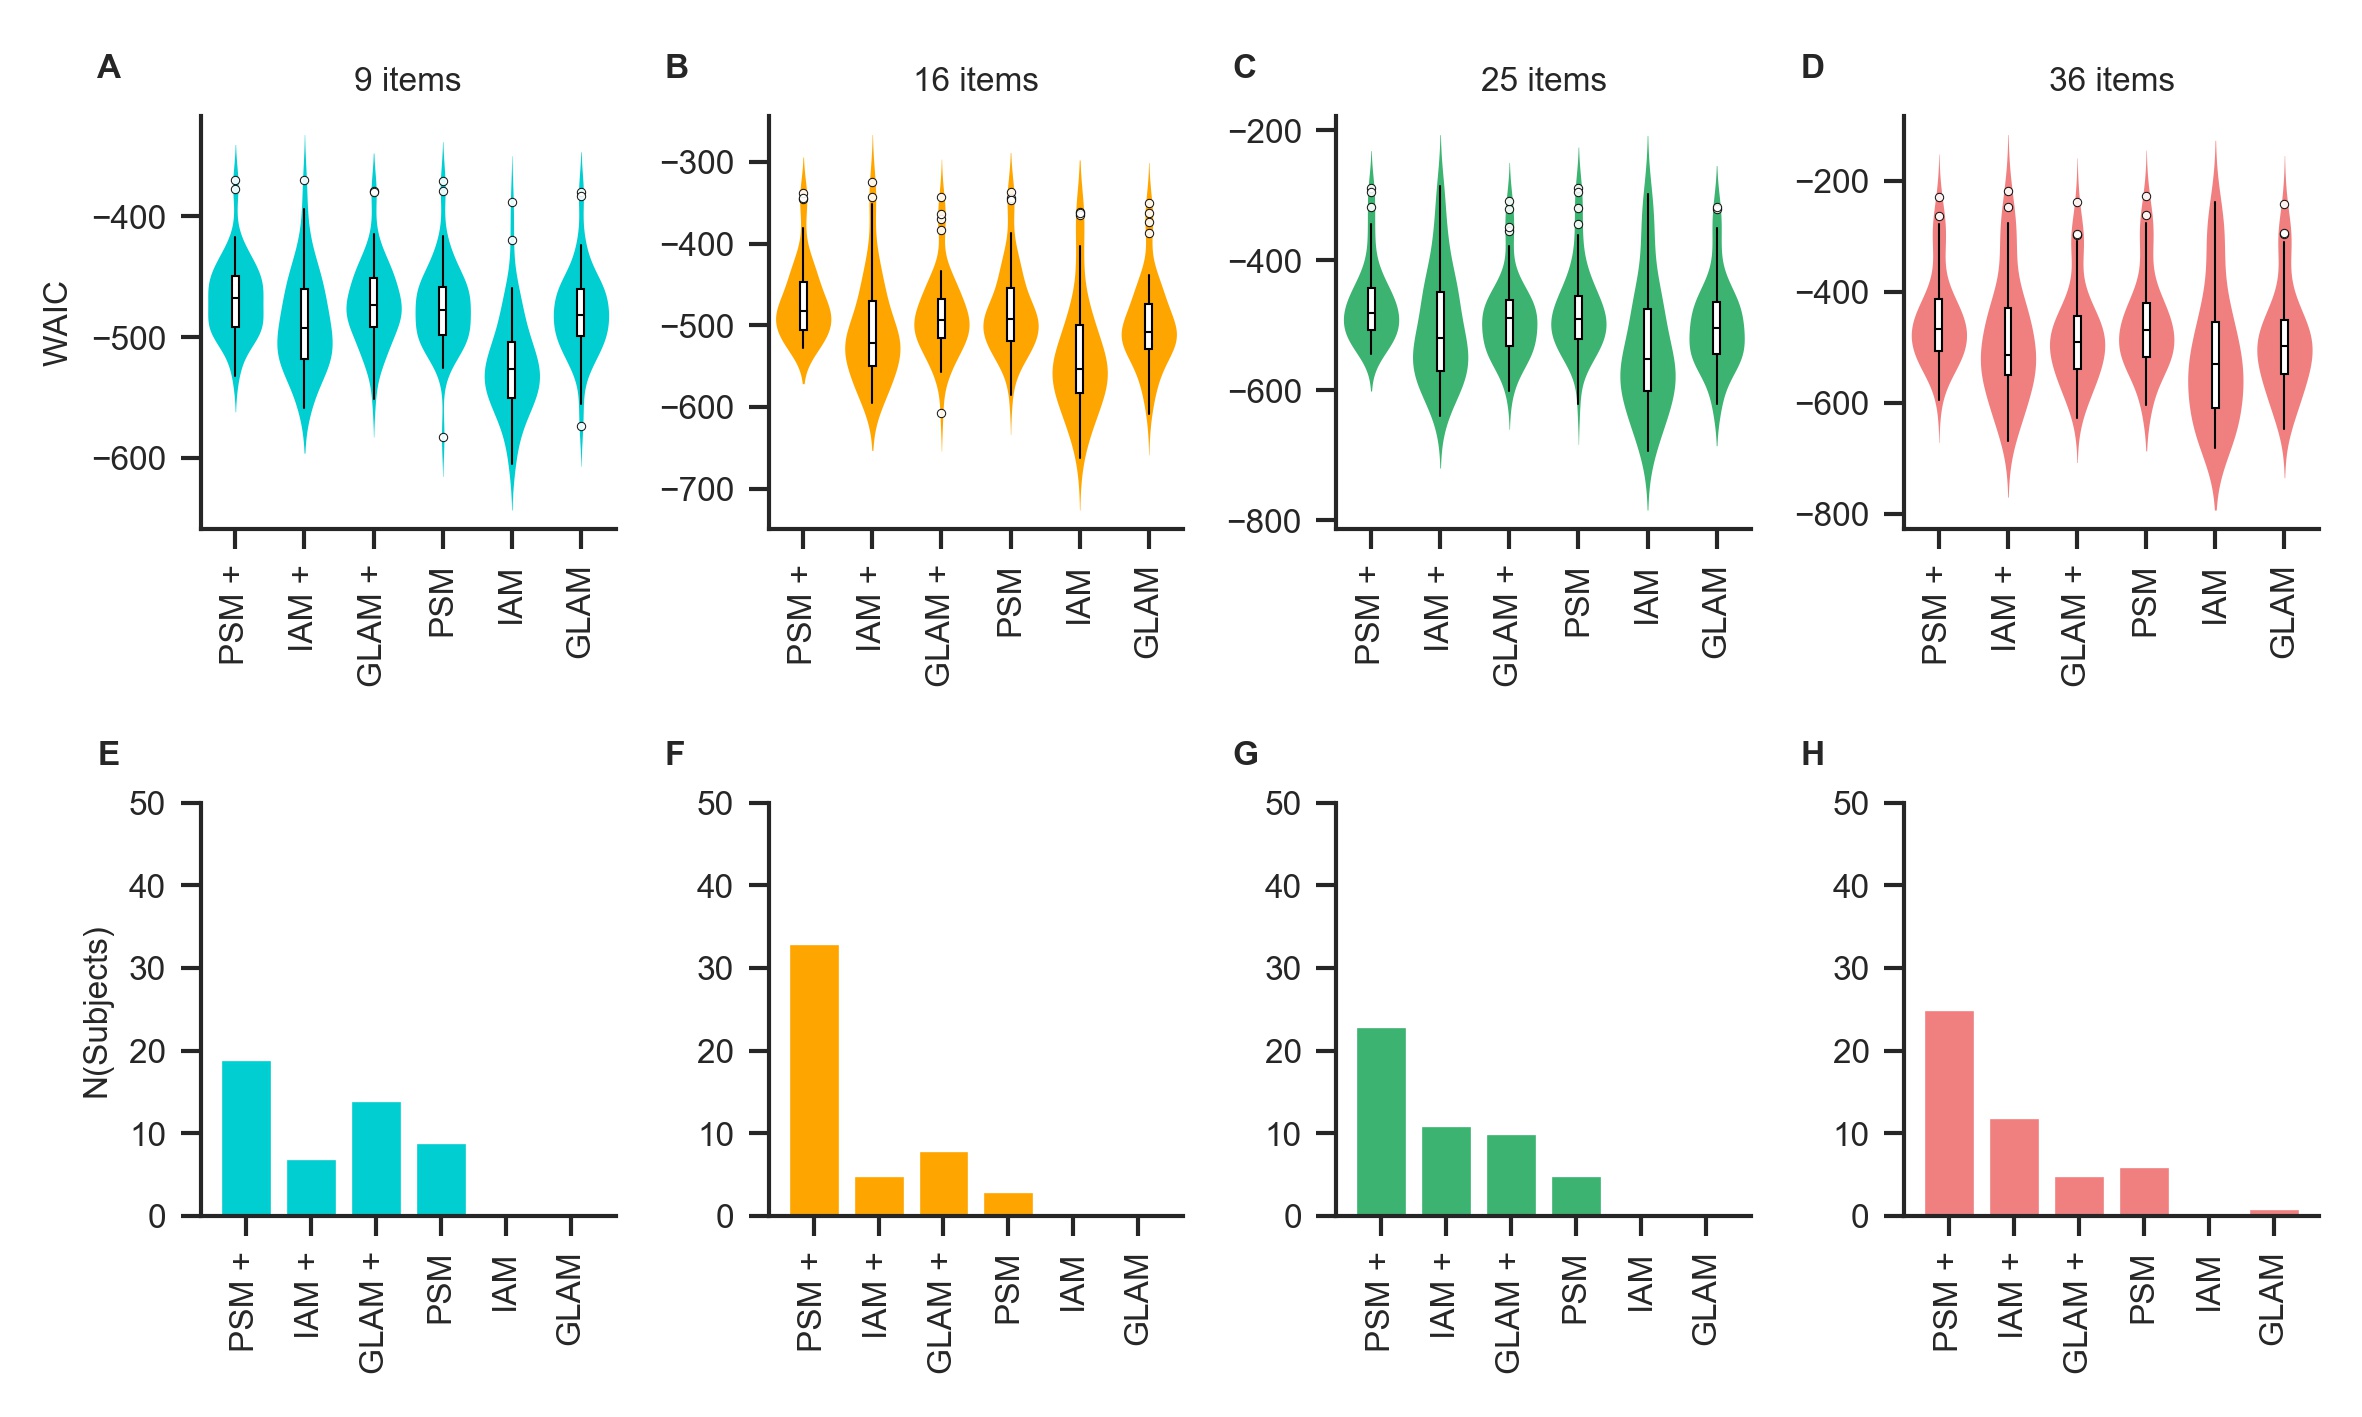 A
9 items
WAIC
−400
−500
−600
PSM +
IAM +
GLAM +
PSM
IAM
GLAM
B
16 items
−300
−400
−500
−600
−700
PSM +
IAM +
GLAM +
PSM
IAM
GLAM
C
25 items
−200
−400
−600
−800
PSM +
IAM +
GLAM +
PSM
IAM
GLAM
D
36 items
−200
−400
−600
−800
PSM +
IAM +
GLAM +
PSM
IAM
GLAM
E
N(Subjects)
50
40
30
20
10
0
PSM +
IAM +
GLAM +
PSM
IAM
GLAM
F
50
40
30
20
10
0
PSM +
IAM +
GLAM +
PSM
IAM
GLAM
G
50
40
30
20
10
0
PSM +
IAM +
GLAM +
PSM
IAM
GLAM
H
50
40
30
20
10
0
PSM +
IAM +
GLAM +
PSM
IAM
GLAM